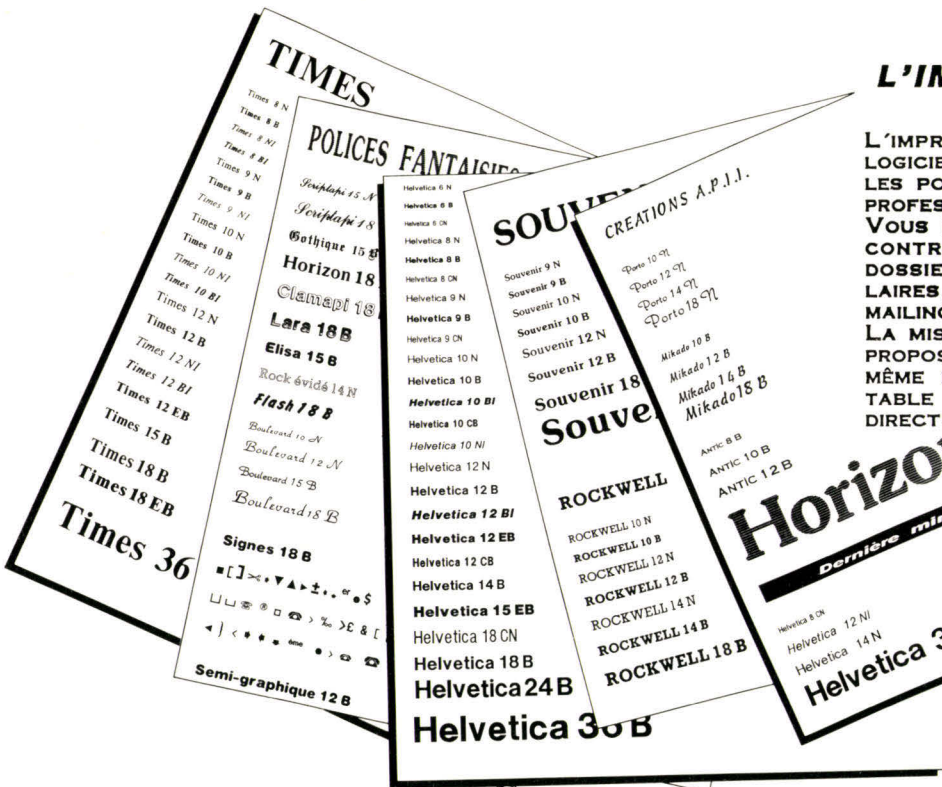 TIMES
Times 8 N
Times 8 B
Times 8 NI
Times 8 BI
Times 9 N
Times 9 B
Times 9 NI
Times 10 N
Times 10 B
Times 10 NI
Times 10 BI
Times 12 N
Times 12 B
Times 12 NI
Times 12 BI
Times 12 EB
Times 15 B
Times 18 B
Times 18 EB
Times 36
POLICES FANTAISIES
Scriptapi 15 N
Scriptapi 18
Gothique 15 B
Horizon 18
Clamapi 18
Lara 18 B
Elisa 15 B
Rock évidé 14 N
Flash 18 B
Boulevard 10 N
Boulevard 12 N
Boulevard 15 B
Boulevard 18 B
Signes 18 B
Semi-graphique 12 B
Helvetica 6 N
Helvetica 6 B
Helvetica 6 CN
Helvetica 8 N
Helvetica 8 B
Helvetica 8 CN
Helvetica 9 N
Helvetica 9 B
Helvetica 9 CN
Helvetica 10 N
Helvetica 10 B
Helvetica 10 BI
Helvetica 10 CB
Helvetica 10 NI
Helvetica 12 N
Helvetica 12 B
Helvetica 12 BI
Helvetica 12 EB
Helvetica 12 CB
Helvetica 14 B
Helvetica 15 EB
Helvetica 18 CN
Helvetica 18 B
Helvetica 24 B
Helvetica 36 B
SOUVEN
Souvenir 9 N
Souvenir 9 B
Souvenir 10 N
Souvenir 10 B
Souvenir 12 N
Souvenir 12 B
Souvenir 18
Souve
ROCKWELL
ROCKWELL 10 N
ROCKWELL 10 B
ROCKWELL 12 N
ROCKWELL 12 B
ROCKWELL 14 N
ROCKWELL 14 B
ROCKWELL 18 B
CREATIONS A.P.I.I.
Porto 10 N
Porto 12 N
Porto 14 N
Porto 18 N
Mikado 10 B
Mikado 12 B
Mikado 14 B
Mikado 18 B
ANTIC 8 B
ANTIC 10 B
ANTIC 12 B
Horizo
Dernière min
Helvetica 8 CN
Helvetica 12 NI
Helvetica 14 N
Helvetica 3
L'IM
L'IMPR
LOGICIE
LES PO
PROFES
VOUS
CONTR
DOSSIE
LAIRES
MAILING
LA MIS
PROPOS
MÊME
TABLE
DIRECT